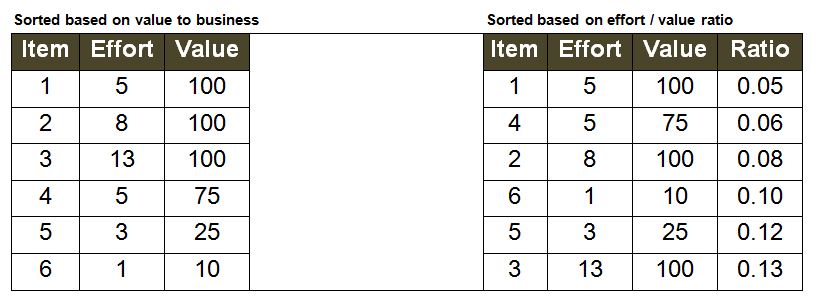 Sorted based on value to business
Item Effort Value
1 5 100
2 8 100
3 13 100
4 5 75
5 3 25
6 1 10
Sorted based on effort / value ratio
Item Effort Value Ratio
1 5 100 0.05
4 5 75 0.06
2 8 100 0.08
6 1 10 0.10
5 3 25 0.12
3 13 100 0.13